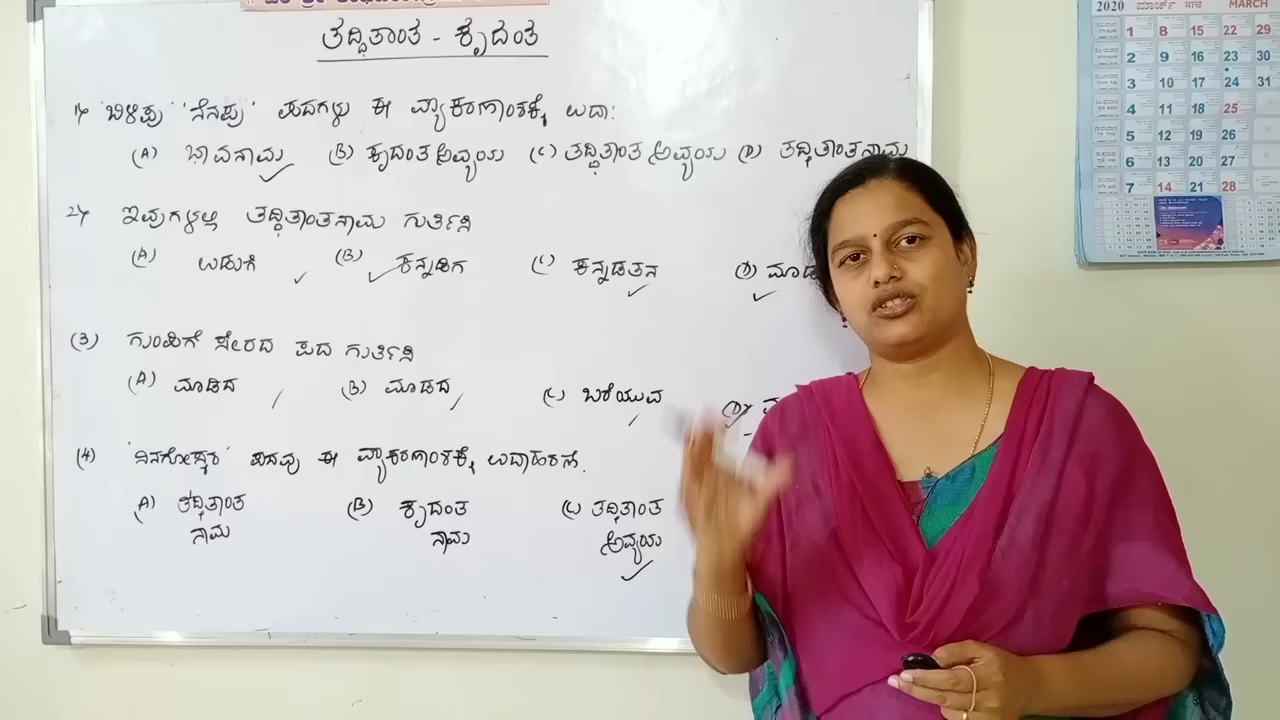 ತದ್ಧಿತಾಂತ - ಕೃದಂತ
1) 'ಬಿಳಿಪು' 'ನೆನಪು' ಪದಗಳು ಈ ವ್ಯಾಕರಣಾಂಶಕ್ಕೆ ಉದಾ:
(A) ಭಾವನಾಮ (B) ಕೃದಂತ ಅವ್ಯಯ (C) ತದ್ಧಿತಾಂತ ಅವ್ಯಯ (D) ತದ್ಧಿತಾಂತನಾಮ
2) ಇವುಗಳಲ್ಲಿ ತದ್ಧಿತಾಂತನಾಮ ಗುರ್ತಿಸಿ
(A) ಉಡುಗೆ (B) ಕನ್ನಡಿಗ (C) ಕನ್ನಡತನ (D) ಮಾಡ
(3) ಗುಂಪಿಗೆ ಸೇರದ ಪದ ಗುರ್ತಿಸಿ
(A) ಮಾಡಿದ (B) ಮಾಡದ (C) ಬರೆಯುವ (D)
(4) 'ನಿನಗೋಸ್ಕರ' ಪದವು ಈ ವ್ಯಾಕರಣಾಂಶಕ್ಕೆ ಉದಾಹರಣೆ.
(A) ತದ್ಧಿತಾಂತ (B) ಕೃದಂತ (C) ತದ್ಧಿತಾಂತ
ನಾಮ ನಾಮ ಅವ್ಯಯ
2020 ಮಾರ್ಚ್ MARCH
1 8 15 22 29
2 9 16 23 30
3 10 17 24 31
4 11 18 25
5 12 19 26
6 13 20 27
7 14 21 28